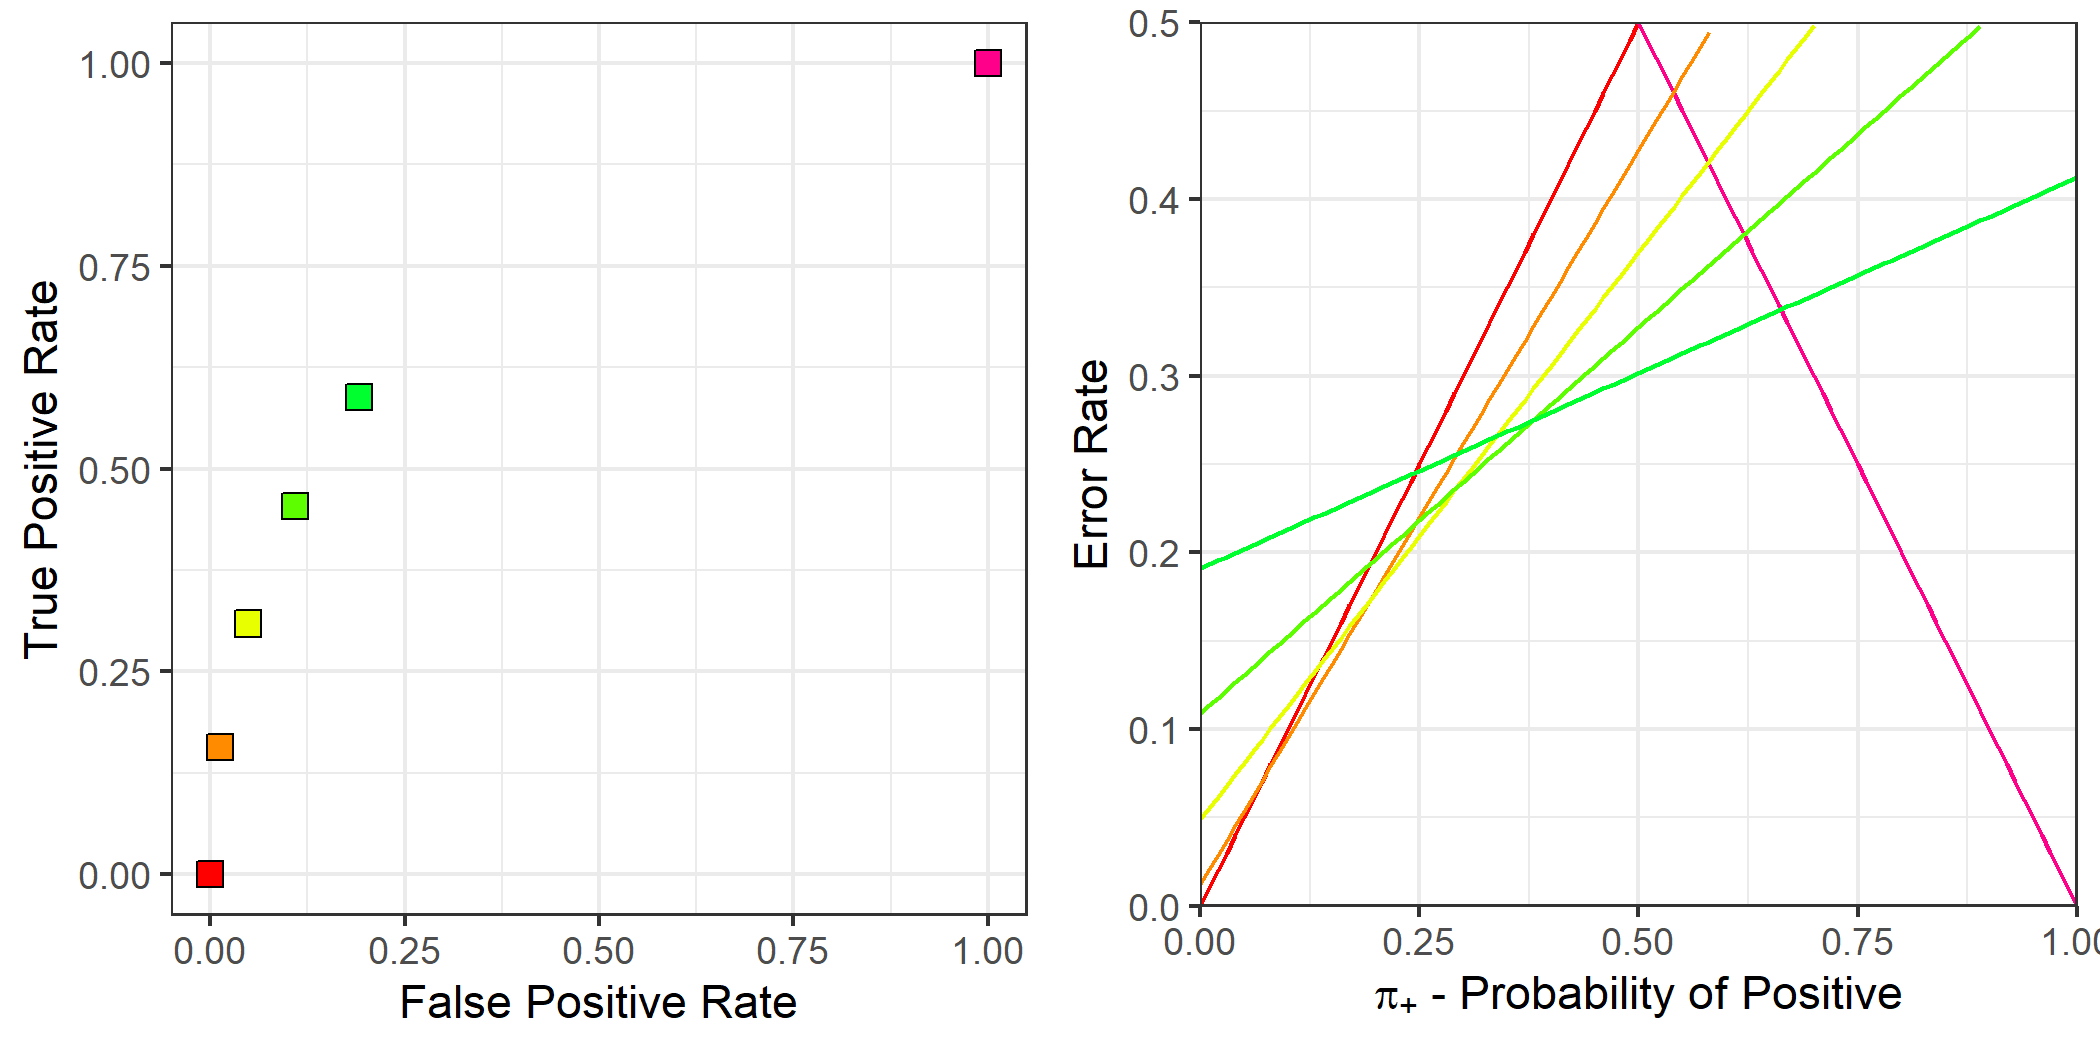 True Positive Rate
1.00
0.75
0.50
0.25
0.00
0.00 0.25 0.50 0.75 1.00
False Positive Rate
Error Rate
0.5
0.4
0.3
0.2
0.1
0.0
0.00 0.25 0.50 0.75 1.00
π+ - Probability of Positive